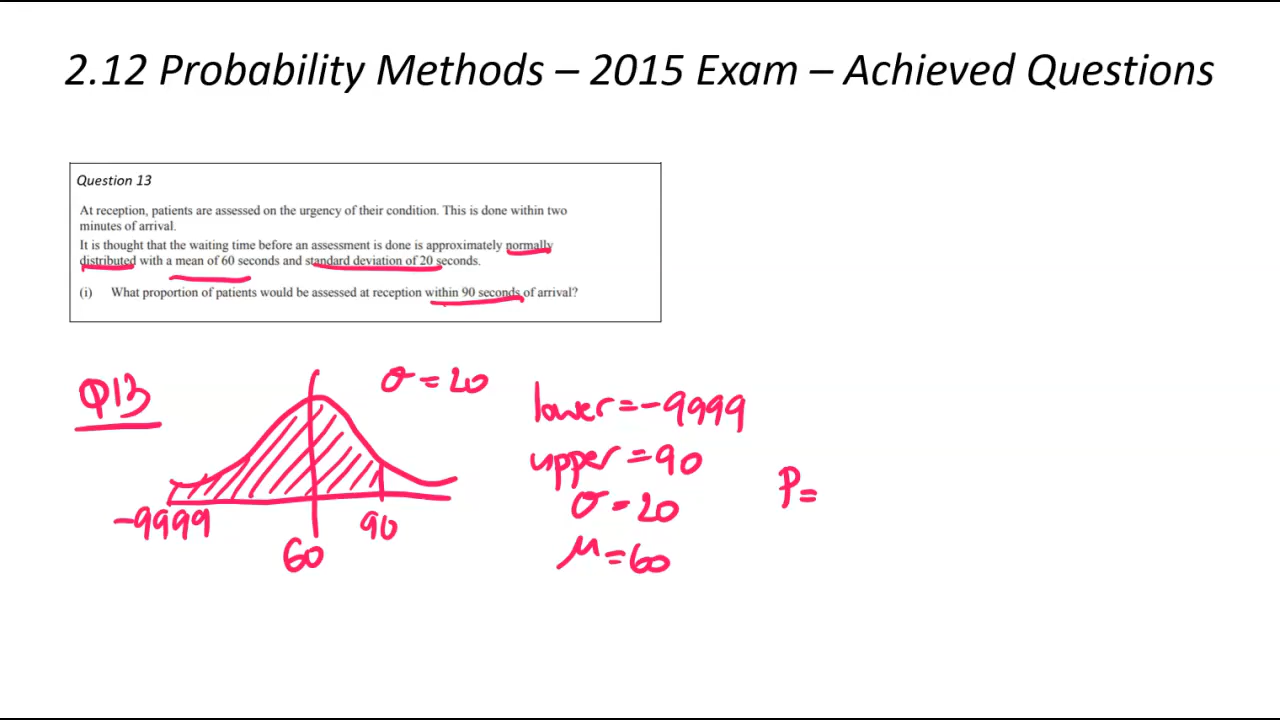 2.12 Probability Methods – 2015 Exam – Achieved Questions
Question 13
At reception, patients are assessed on the urgency of their condition. This is done within two
minutes of arrival.
It is thought that the waiting time before an assessment is done is approximately normally
distributed with a mean of 60 seconds and standard deviation of 20 seconds.
(i) What proportion of patients would be assessed at reception within 90 seconds of arrival?
Q13
σ = 20
-9999
60
90
lower = -9999
upper = 90
σ = 20
μ = 60
P =